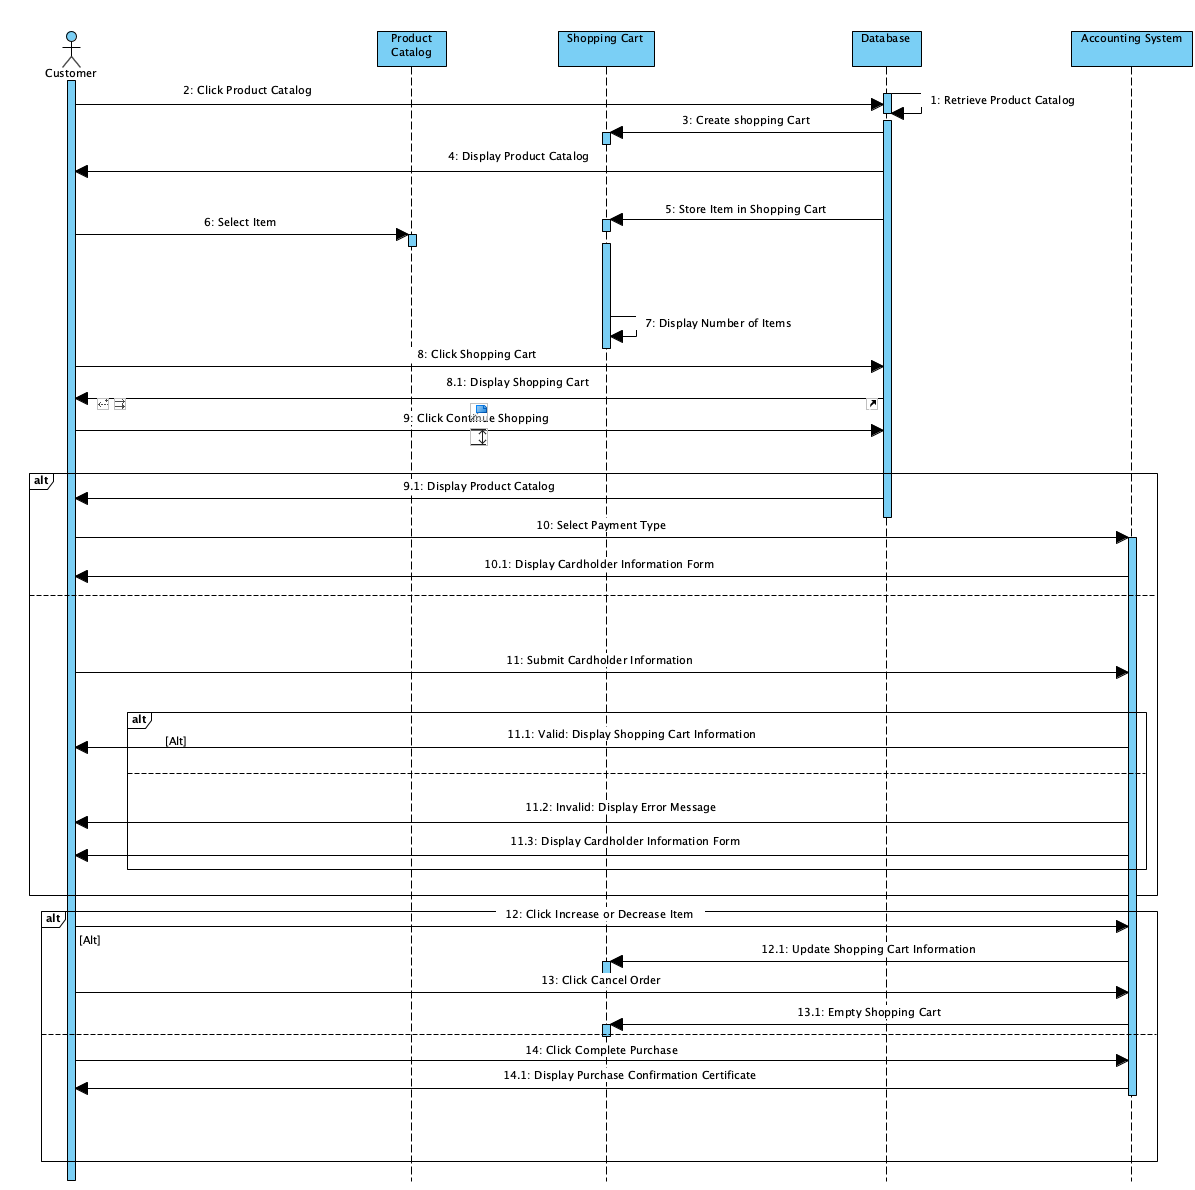 Customer
Product
Catalog
Shopping Cart
Database
Accounting System
2: Click Product Catalog
1: Retrieve Product Catalog
3: Create shopping Cart
4: Display Product Catalog
5: Store Item in Shopping Cart
6: Select Item
7: Display Number of Items
8: Click Shopping Cart
8.1: Display Shopping Cart
9: Click Continue Shopping
alt
9.1: Display Product Catalog
10: Select Payment Type
10.1: Display Cardholder Information Form
11: Submit Cardholder Information
alt
11.1: Valid: Display Shopping Cart Information
[Alt]
11.2: Invalid: Display Error Message
11.3: Display Cardholder Information Form
alt
12: Click Increase or Decrease Item
[Alt]
12.1: Update Shopping Cart Information
13: Click Cancel Order
13.1: Empty Shopping Cart
14: Click Complete Purchase
14.1: Display Purchase Confirmation Certificate